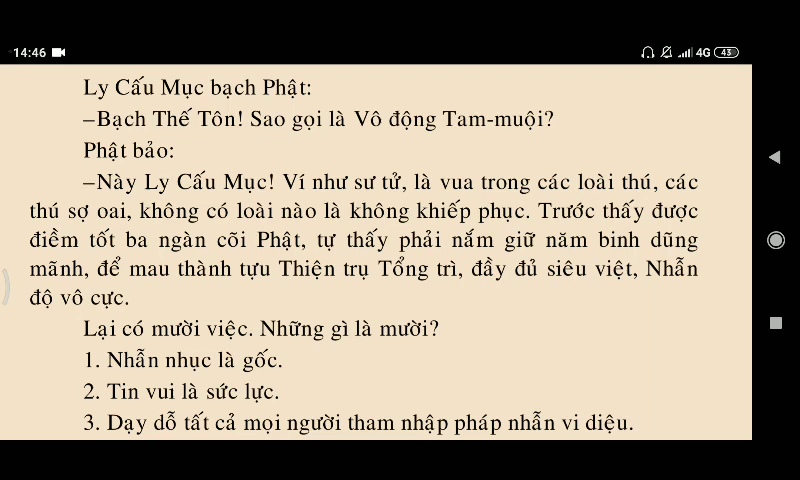 14:46
4G 43
Ly Cấu Mục bạch Phật:
–Bạch Thế Tôn! Sao gọi là Vô động Tam-muội?
Phật bảo:
–Này Ly Cấu Mục! Ví như sư tử, là vua trong các loài thú, các
thú sợ oai, không có loài nào là không khiếp phục. Trước thấy được
điềm tốt ba ngàn cõi Phật, tự thấy phải nắm giữ năm binh dũng
mãnh, để mau thành tựu Thiện trụ Tổng trì, đầy đủ siêu việt, Nhẫn
độ vô cực.
Lại có mười việc. Những gì là mười?
1. Nhẫn nhục là gốc.
2. Tin vui là sức lực.
3. Dạy dỗ tất cả mọi người tham nhập pháp nhẫn vi diệu.